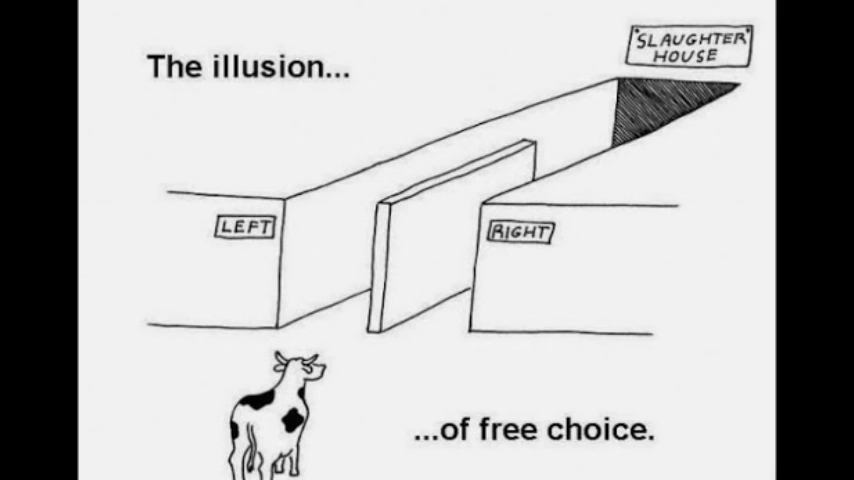 The illusion...
"SLAUGHTER"
HOUSE
LEFT
RIGHT
...of free choice.